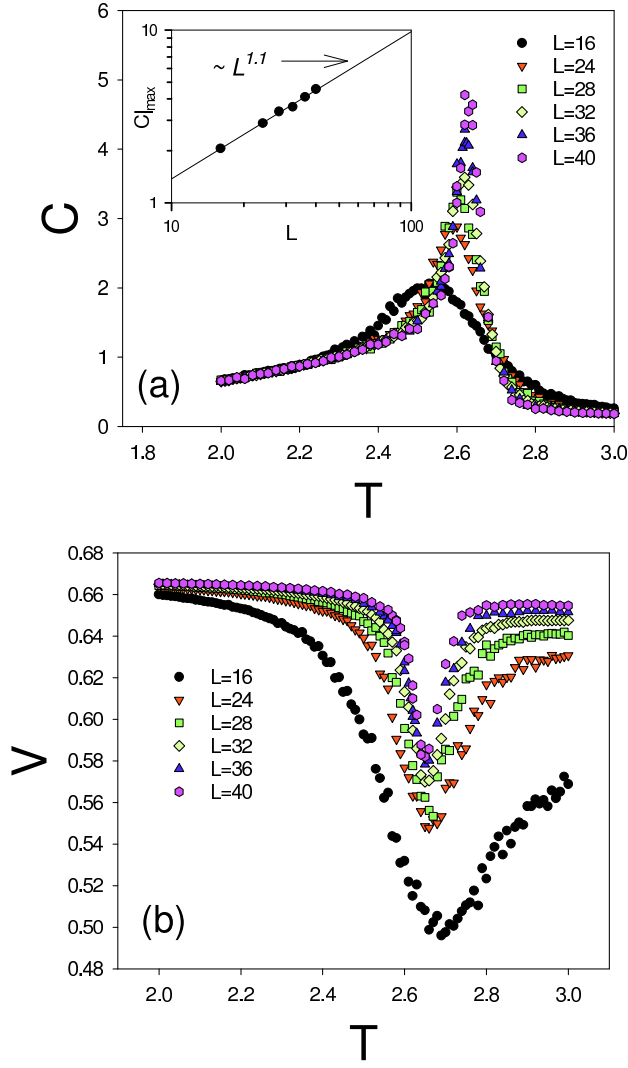 6
5
4
3
2
1
0
C
10
1
Cl_max
10
100
L
~ L^1.1
L=16
L=24
L=28
L=32
L=36
L=40
(a)
1.8
2.0
2.2
2.4
2.6
2.8
3.0
T
0.68
0.66
0.64
0.62
0.60
0.58
0.56
0.54
0.52
0.50
0.48
V
L=16
L=24
L=28
L=32
L=36
L=40
(b)
2.0
2.2
2.4
2.6
2.8
3.0
T